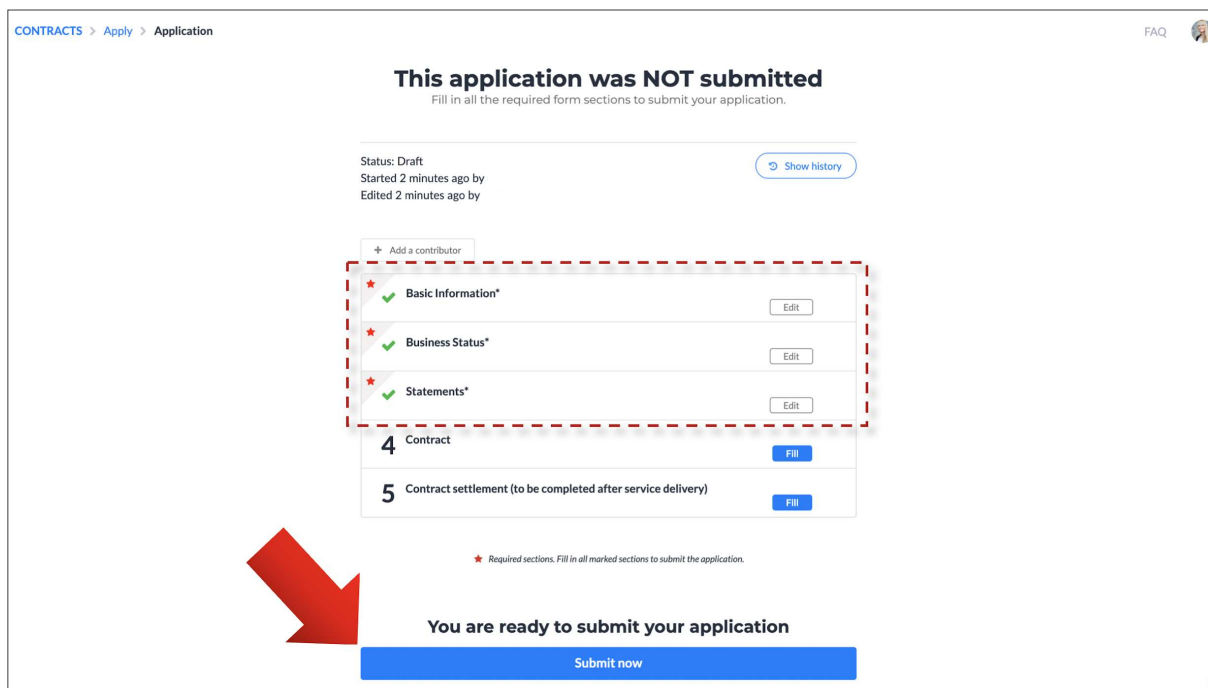 CONTRACTS > Apply > Application
FAQ
This application was NOT submitted
Fill in all the required form sections to submit your application.
Status: Draft
Started 2 minutes ago by
Edited 2 minutes ago by
Show history
+ Add a contributor
Basic Information*
Edit
Business Status*
Edit
Statements*
Edit
4 Contract
Fill
5 Contract settlement (to be completed after service delivery)
Fill
Required sections. Fill in all marked sections to submit the application.
You are ready to submit your application
Submit now